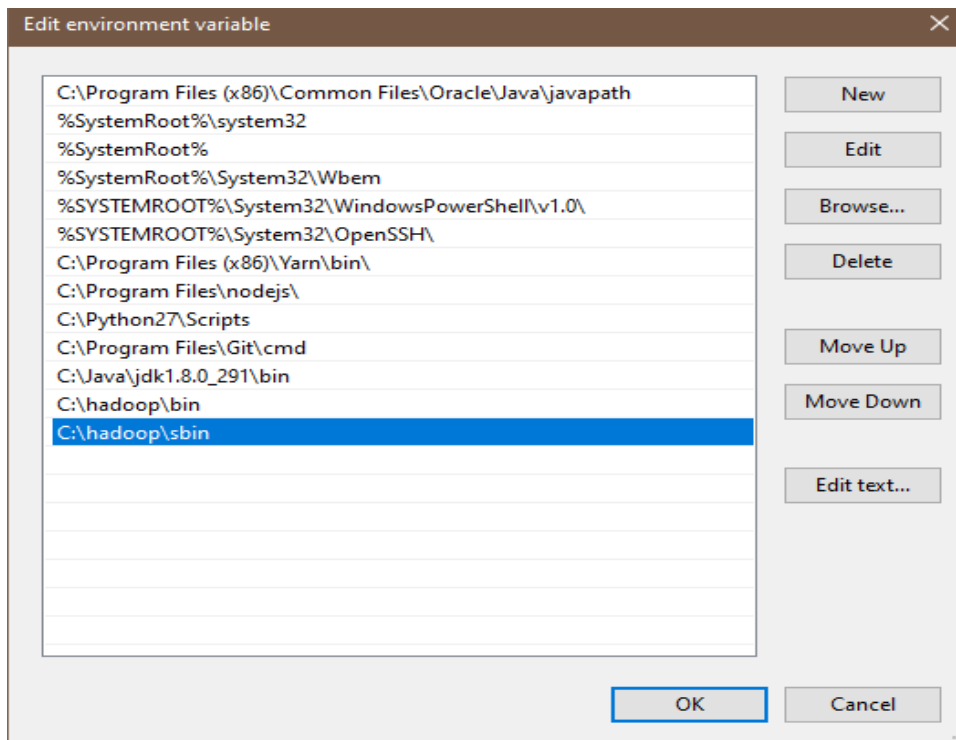 Edit environment variable
C:\Program Files (x86)\Common Files\Oracle\Java\javapath
%SystemRoot%\system32
%SystemRoot%
%SystemRoot%\System32\Wbem
%SYSTEMROOT%\System32\WindowsPowerShell\v1.0\
%SYSTEMROOT%\System32\OpenSSH\
C:\Program Files (x86)\Yarn\bin\
C:\Program Files\nodejs\
C:\Python27\Scripts
C:\Program Files\Git\cmd
C:\Java\jdk1.8.0_291\bin
C:\hadoop\bin
C:\hadoop\sbin
New
Edit
Browse...
Delete
Move Up
Move Down
Edit text...
OK
Cancel